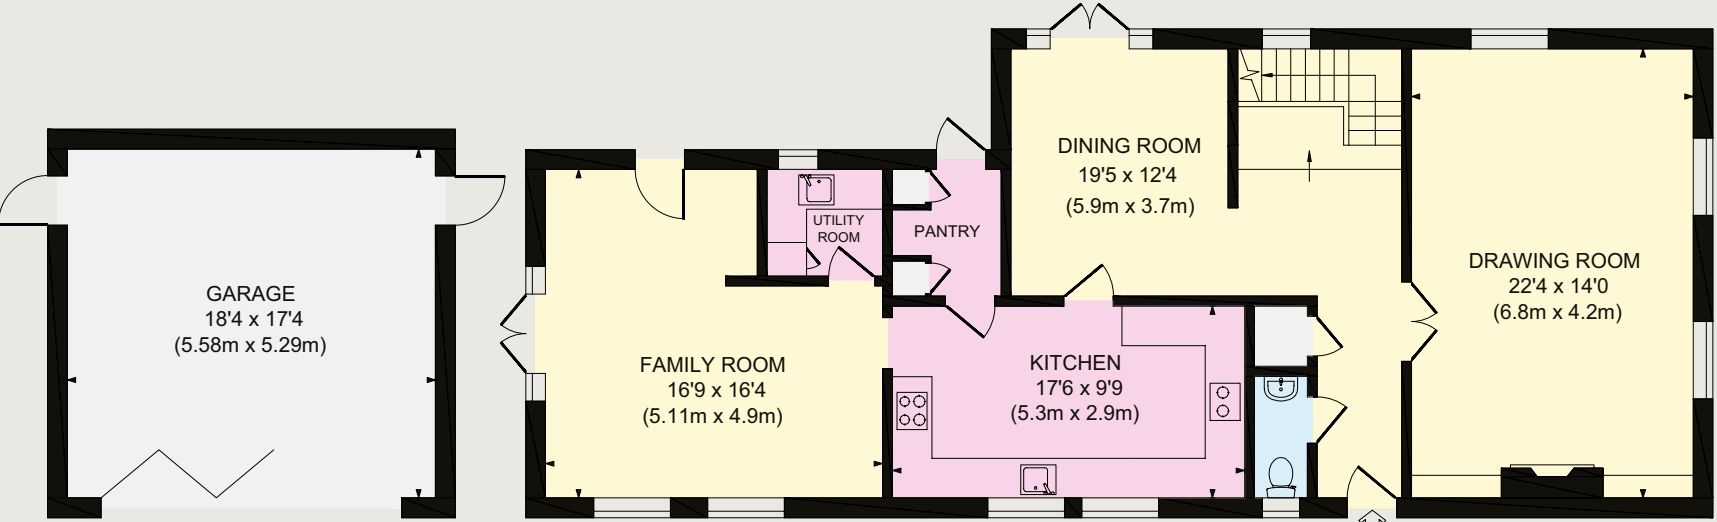 GARAGE
18'4 x 17'4
(5.58m x 5.29m)
FAMILY ROOM
16'9 x 16'4
(5.11m x 4.9m)
UTILITY
ROOM
PANTRY
KITCHEN
17'6 x 9'9
(5.3m x 2.9m)
DINING ROOM
19'5 x 12'4
(5.9m x 3.7m)
DRAWING ROOM
22'4 x 14'0
(6.8m x 4.2m)